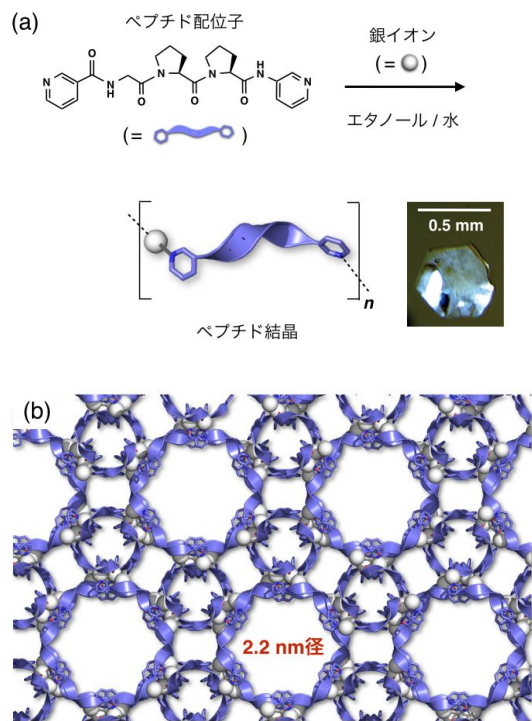 (a)
ペプチド配位子
銀イオン
(= )
エタノール / 水
N
O
N
H
O
N
O
N
O
H
N
N
(= )
n
ペプチド結晶
0.5 mm
(b)
2.2 nm径